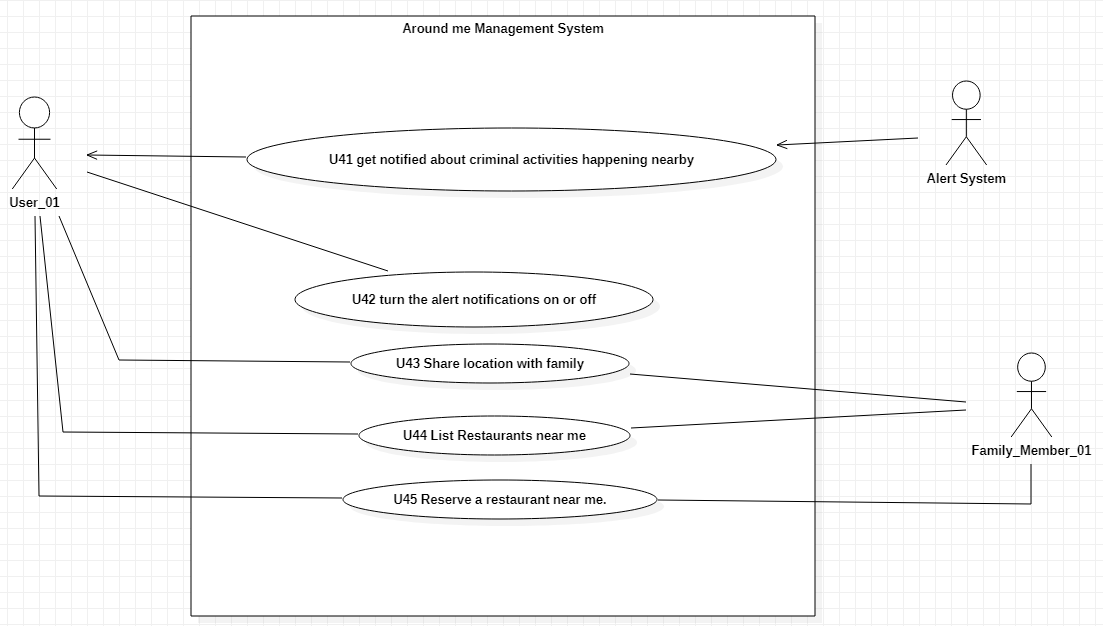 Around me Management System
U41 get notified about criminal activities happening nearby
Alert System
User_01
U42 turn the alert notifications on or off
U43 Share location with family
U44 List Restaurants near me
Family_Member_01
U45 Reserve a restaurant near me.